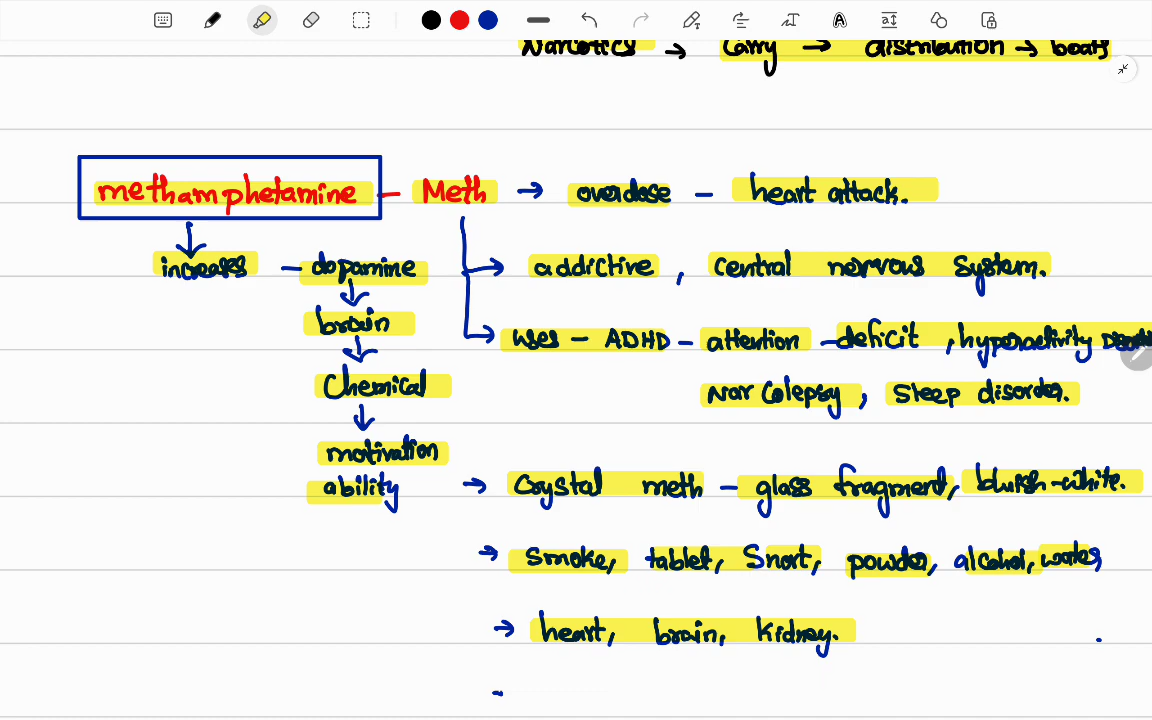 Narcotics → Carry → distribution → boats
methamphetamine - Meth → overdose - heart attack.
increases - dopamine
addictive, Central nervous System.
brain
uses - ADHD - attention - deficit, hyperactivity
Chemical
Narcolepsy, Sleep disorder.
motivation
ability
→ Crystal meth - glass fragment, bluish-white.
→ Smoke, tablet, Snort, powder, alcohol, water,
→ heart, brain, Kidney.